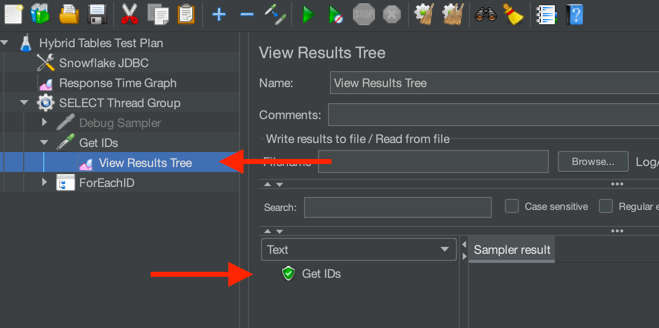 Hybrid Tables Test Plan
Snowflake JDBC
Response Time Graph
SELECT Thread Group
Debug Sampler
Get IDs
View Results Tree
ForEachID
View Results Tree
Name: View Results Tree
Comments:
Write results to file / Read from file
Filename Browse... Log/
Search: Case sensitive Regular e
Text
Sampler result
Get IDs